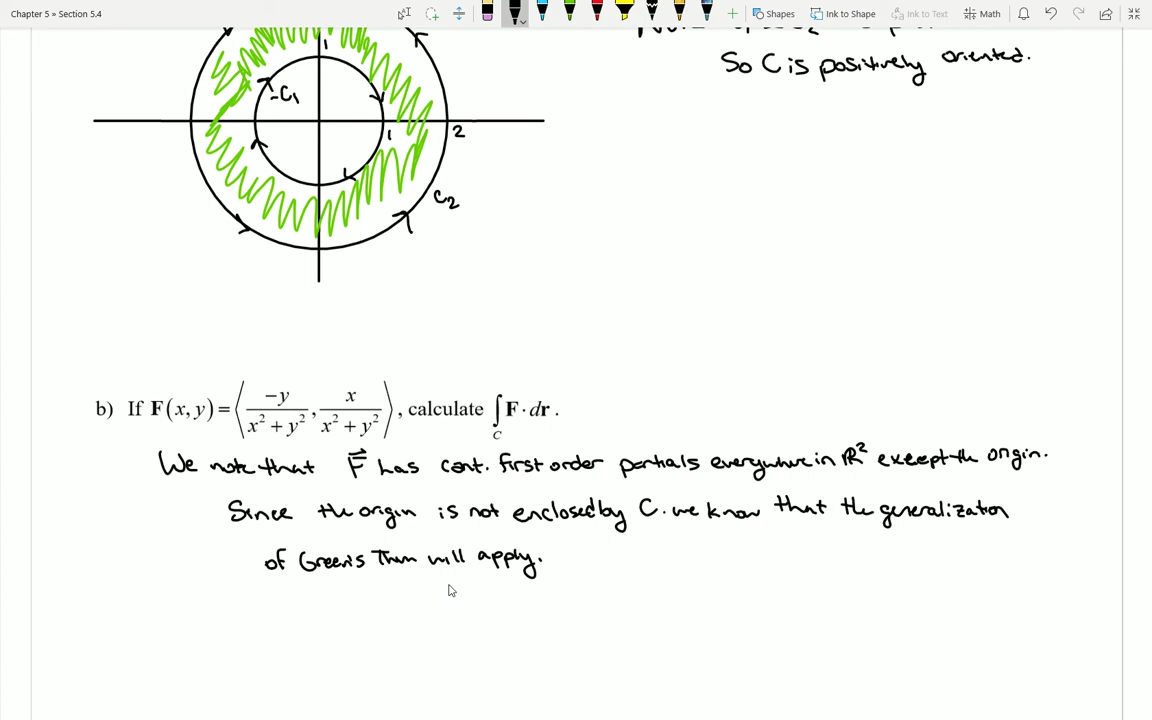 Chapter 5 » Section 5.4
Shapes
Ink to Shape
Ink to Text
Math
So C is positively oriented.
1
-C₁
1
2
C₂
b) If F(x, y) = ⟨ -y / (x² + y²), x / (x² + y²) ⟩, calculate ∫_C F · dr .
We note that F⃗ has cont. first order partials everywhere in ℝ² except the origin.
Since the origin is not enclosed by C. we know that the generalization
of Green's Thm will apply.